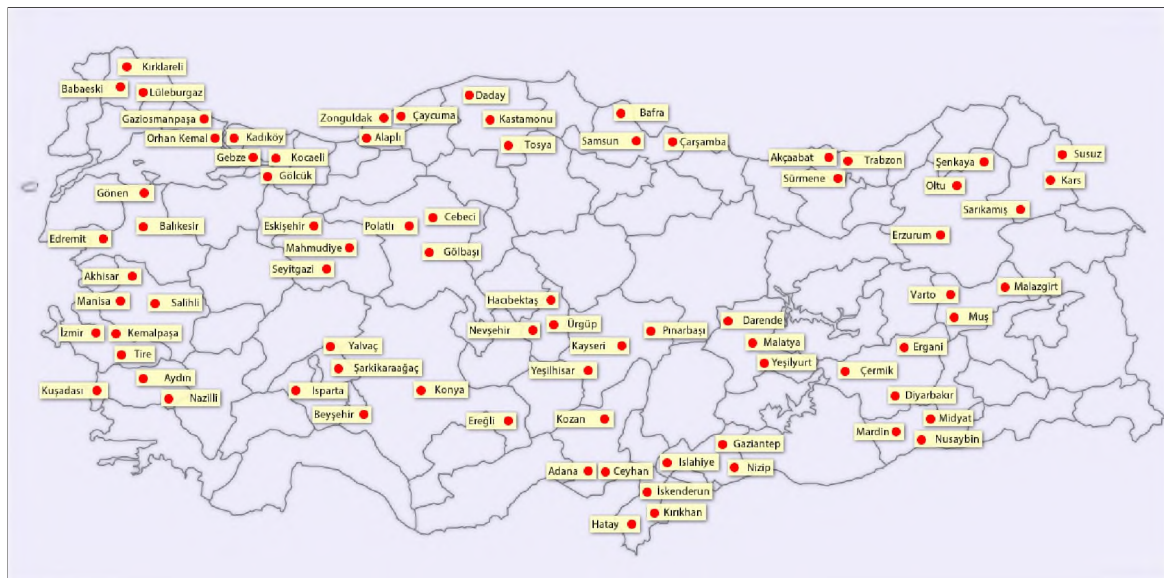 Kırklareli
Babaeski
Lüleburgaz
Daday
Gaziosmanpaşa
Zonguldak
Çaycuma
Kastamonu
Bafra
Orhan Kemal
Kadıköy
Alaplı
Tosya
Samsun
Çarşamba
Gebze
Kocaeli
Akçaabat
Trabzon
Şenkaya
Susuz
Gölcük
Sürmene
Oltu
Kars
Gönen
Sarıkamış
Balıkesir
Eskişehir
Polatlı
Cebeci
Edremit
Erzurum
Mahmudiye
Gölbaşı
Seyitgazi
Akhisar
Malazgirt
Manisa
Salihli
Hacıbektaş
Varto
İzmir
Kemalpaşa
Nevşehir
Ürgüp
Pınarbaşı
Darende
Muş
Tire
Yalvaç
Kayseri
Malatya
Ergani
Şarkikaraağaç
Yeşilhisar
Yeşilyurt
Çermik
Aydın
Kuşadası
Nazilli
Isparta
Konya
Diyarbakır
Beyşehir
Ereğli
Kozan
Midyat
Mardin
Nusaybin
Gaziantep
Adana
Ceyhan
Islahiye
Nizip
İskenderun
Kırıkhan
Hatay